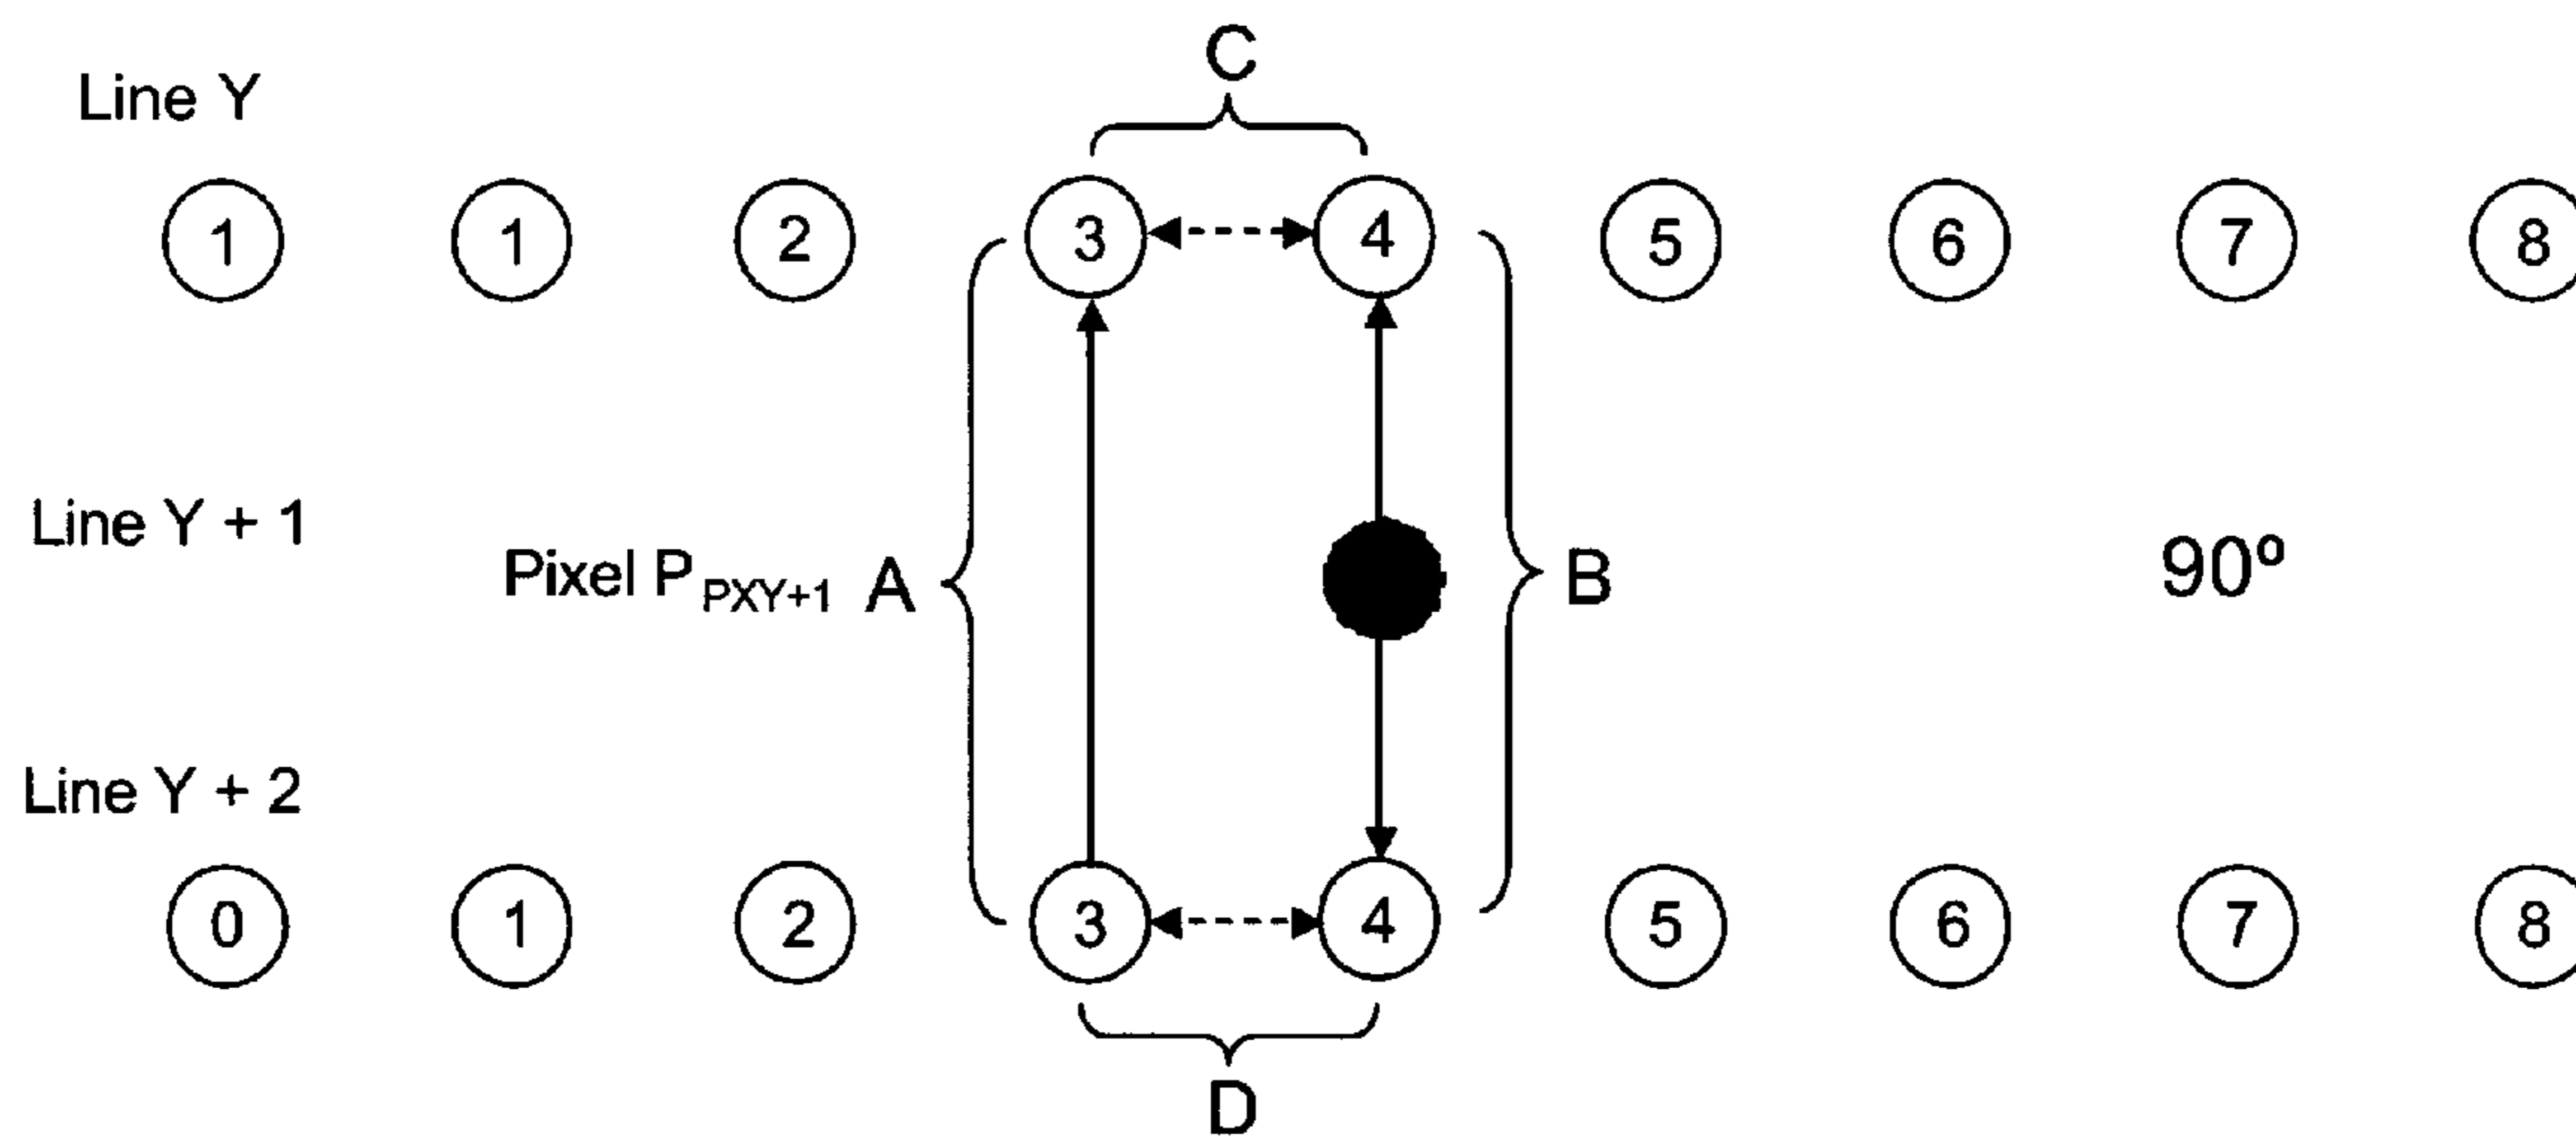 C
Line Y
1 1 2 3 4 5 6 7 8
Line Y + 1
Pixel P PXY+1 A B 90º
Line Y + 2
0 1 2 3 4 5 6 7 8
D